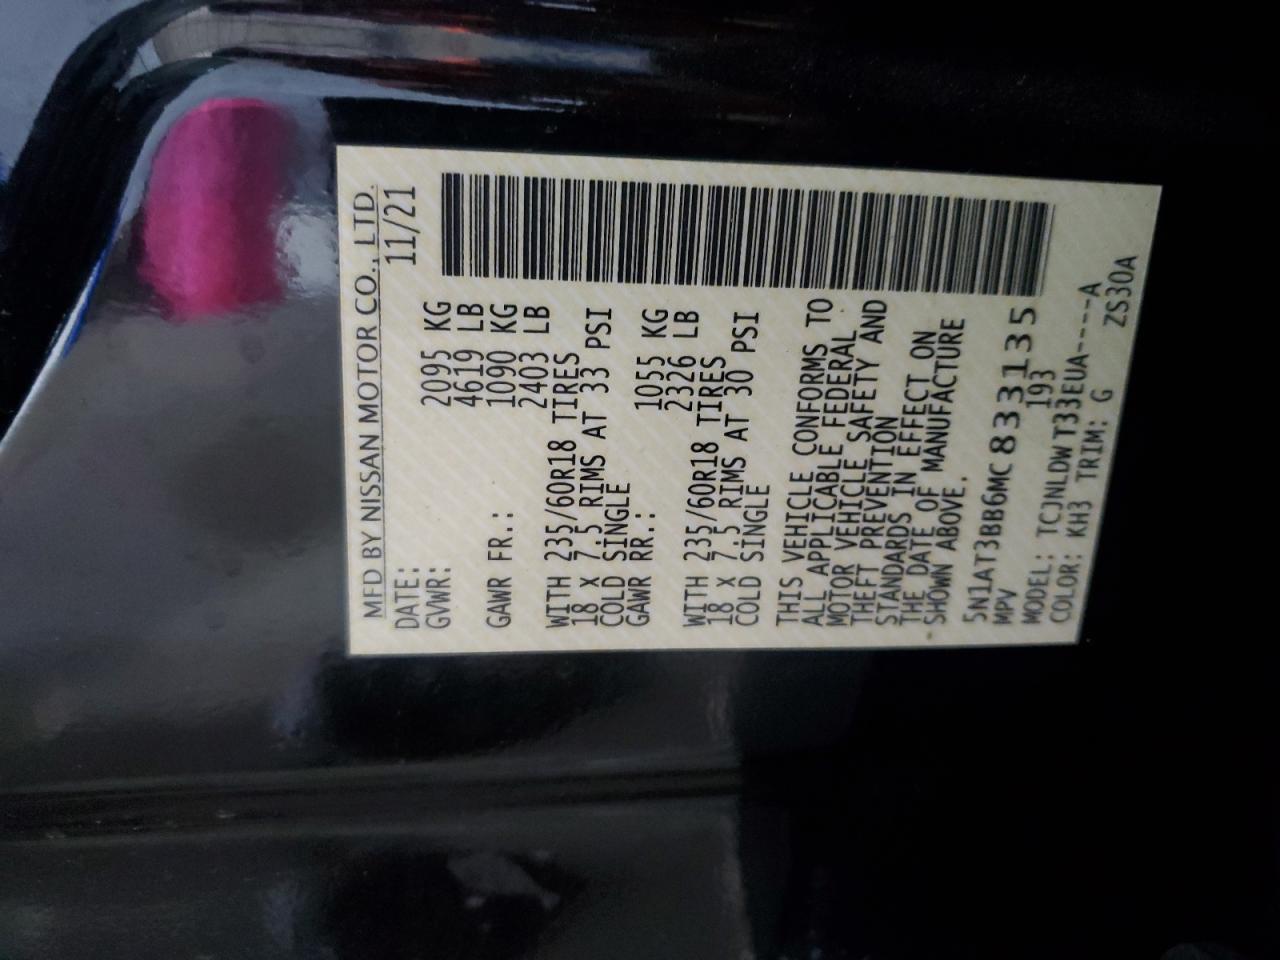 MFD BY NISSAN MOTOR CO., LTD.
DATE: 11/21
GVWR: 2095 KG
4619 LB
GAWR FR.: 1090 KG
2403 LB
WITH 235/60R18 TIRES
18 X 7.5 RIMS AT 33 PSI
COLD SINGLE
GAWR RR.: 1055 KG
2326 LB
WITH 235/60R18 TIRES
18 X 7.5 RIMS AT 30 PSI
COLD SINGLE
THIS VEHICLE CONFORMS TO
ALL APPLICABLE FEDERAL
MOTOR VEHICLE SAFETY AND
THEFT PREVENTION
STANDARDS IN EFFECT ON
THE DATE OF MANUFACTURE
SHOWN ABOVE.
5N1AT3BB6MC833135
MPV 193
MODEL: TCJNLDWT33EUA----A
COLOR: KH3 TRIM: G ZS30A